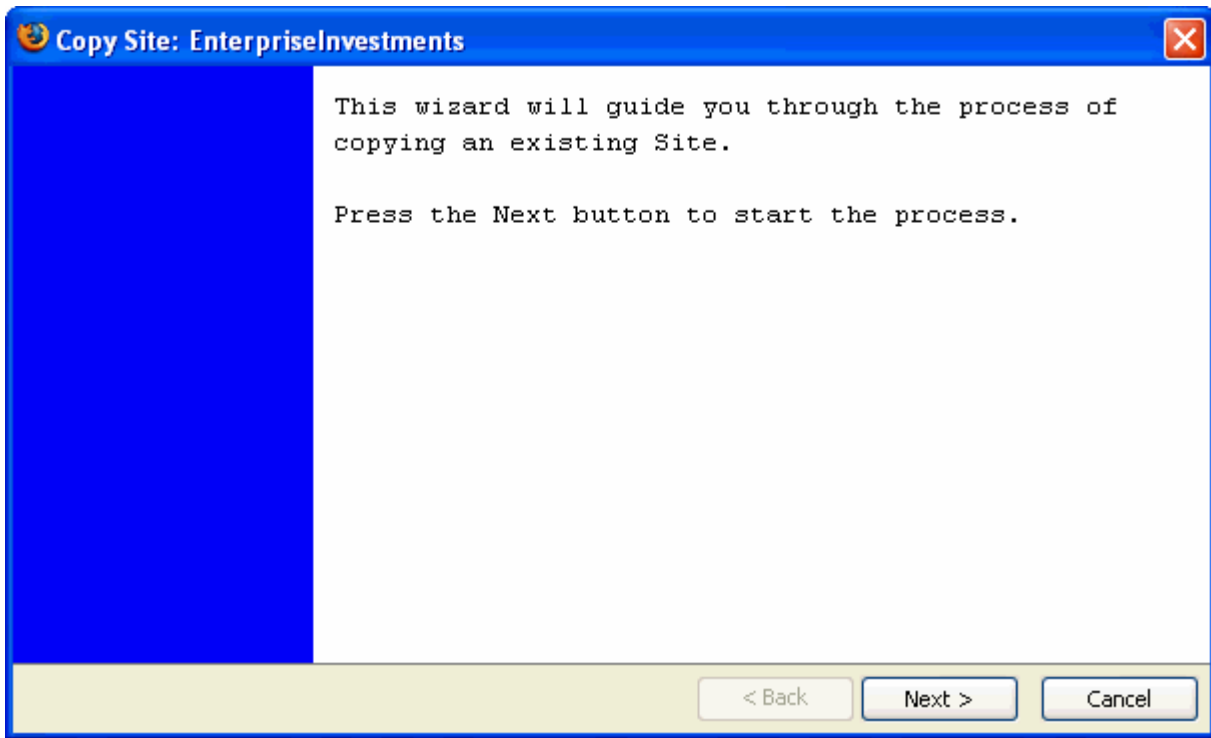 Copy Site: EnterpriseInvestments
This wizard will guide you through the process of
copying an existing Site.
Press the Next button to start the process.
< Back
Next >
Cancel